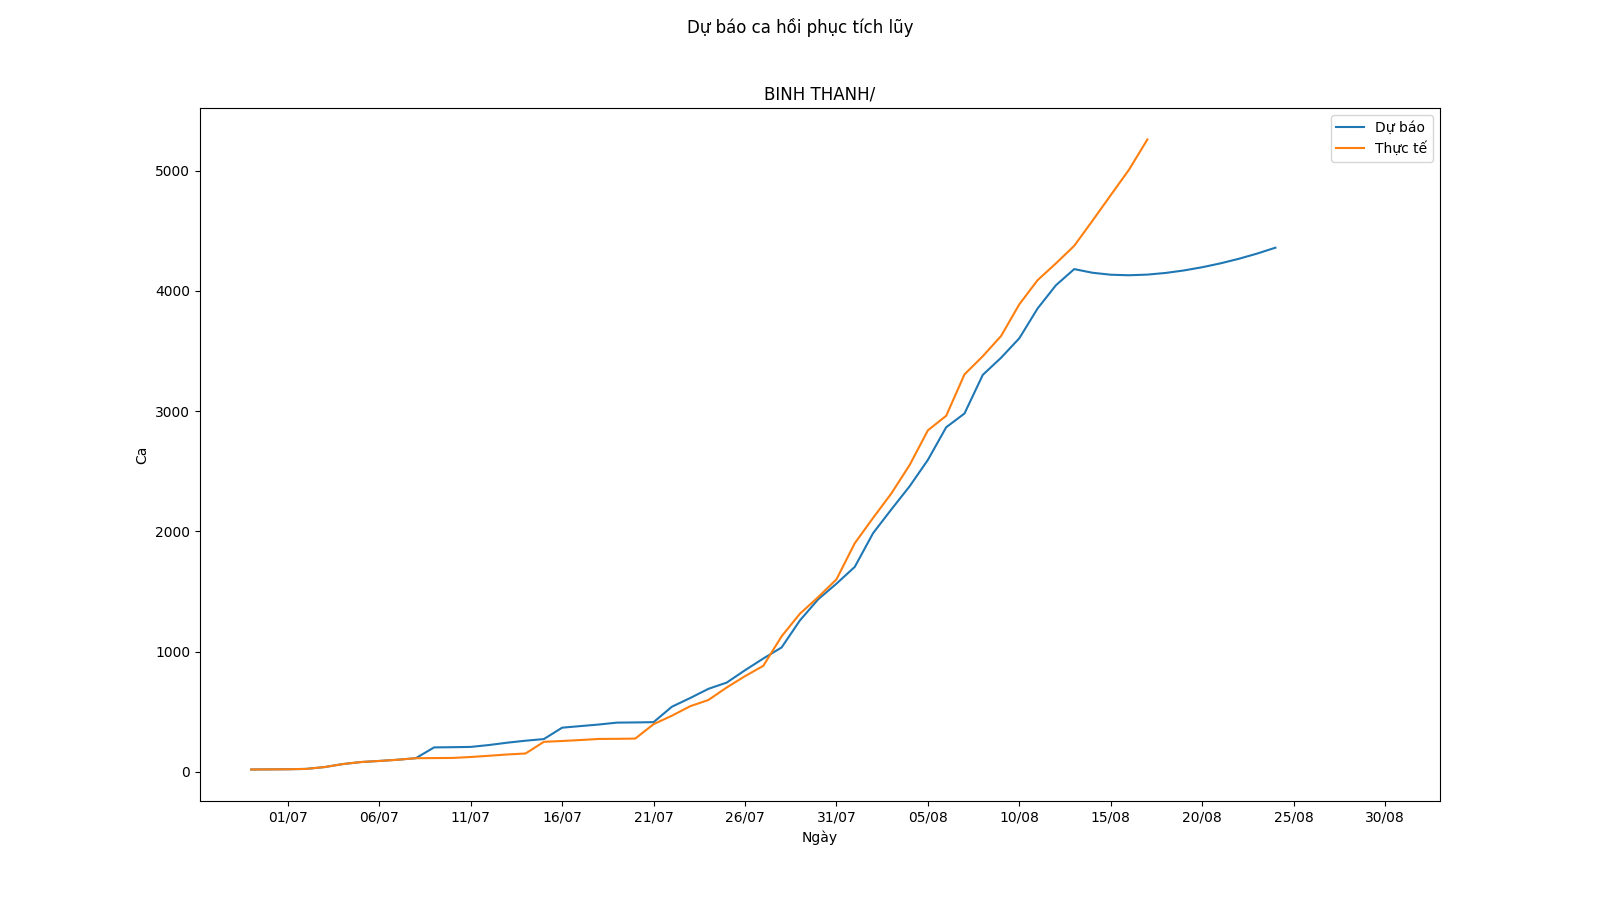 Dự báo ca hồi phục tích lũy
BINH THANH/
Dự báo
Thực tế
5000
4000
3000
2000
1000
0
Ca
01/07 06/07 11/07 16/07 21/07 26/07 31/07 05/08 10/08 15/08 20/08 25/08 30/08
Ngày